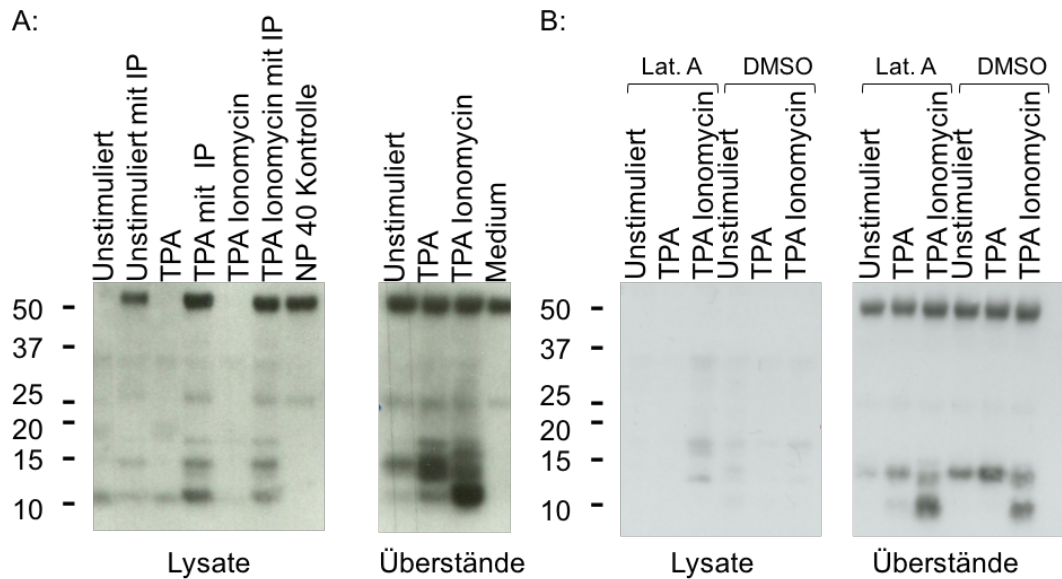 A:
Unstimuliert
Unstimuliert mit IP
TPA
TPA mit IP
TPA Ionomycin
TPA Ionomycin mit IP
NP 40 Kontrolle
Unstimuliert
TPA
TPA Ionomycin
Medium
50
37
25
20
15
10
Lysate
Überstände
B:
Lat. A
DMSO
Unstimuliert
TPA
TPA Ionomycin
Unstimuliert
TPA
TPA Ionomycin
Lat. A
DMSO
Unstimuliert
TPA
TPA Ionomycin
Unstimuliert
TPA
TPA Ionomycin
50
37
25
20
15
10
Lysate
Überstände